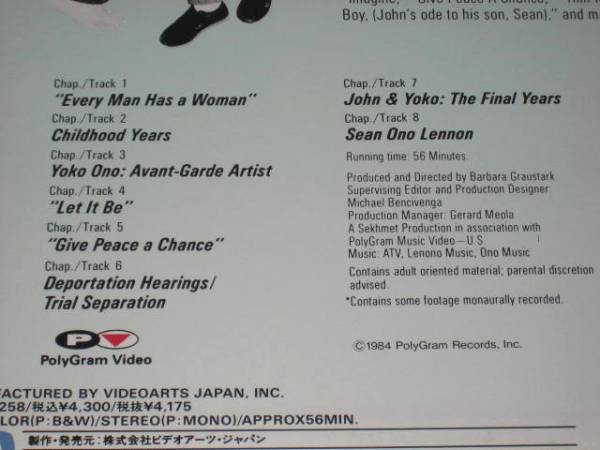 Boy, (John's ode to his son, Sean)," and m
Chap./Track 1
"Every Man Has a Woman"
Chap./Track 2
Childhood Years
Chap./Track 3
Yoko Ono: Avant-Garde Artist
Chap./Track 4
"Let It Be"
Chap./Track 5
"Give Peace a Chance"
Chap./Track 6
Deportation Hearings/
Trial Separation
Chap./Track 7
John & Yoko: The Final Years
Chap./Track 8
Sean Ono Lennon
Running time: 56 Minutes.
Produced and Directed by Barbara Graustark
Supervising Editor and Production Designer:
Michael Bencivenga
Production Manager: Gerard Meola
A Sekhmet Production in association with
PolyGram Music Video—U.S.
Music: ATV, Lenono Music, Ono Music
Contains adult oriented material; parental discretion
advised.
*Contains some footage monaurally recorded.
P
PolyGram Video
©1984 PolyGram Records, Inc.
FACTURED BY VIDEOARTS JAPAN, INC.
258/税込¥4,300/税抜¥4,175
LOR(P:B&W)/STEREO(P:MONO)/APPROX56MIN.
製作・発売元:株式会社ビデオアーツ・ジャパン